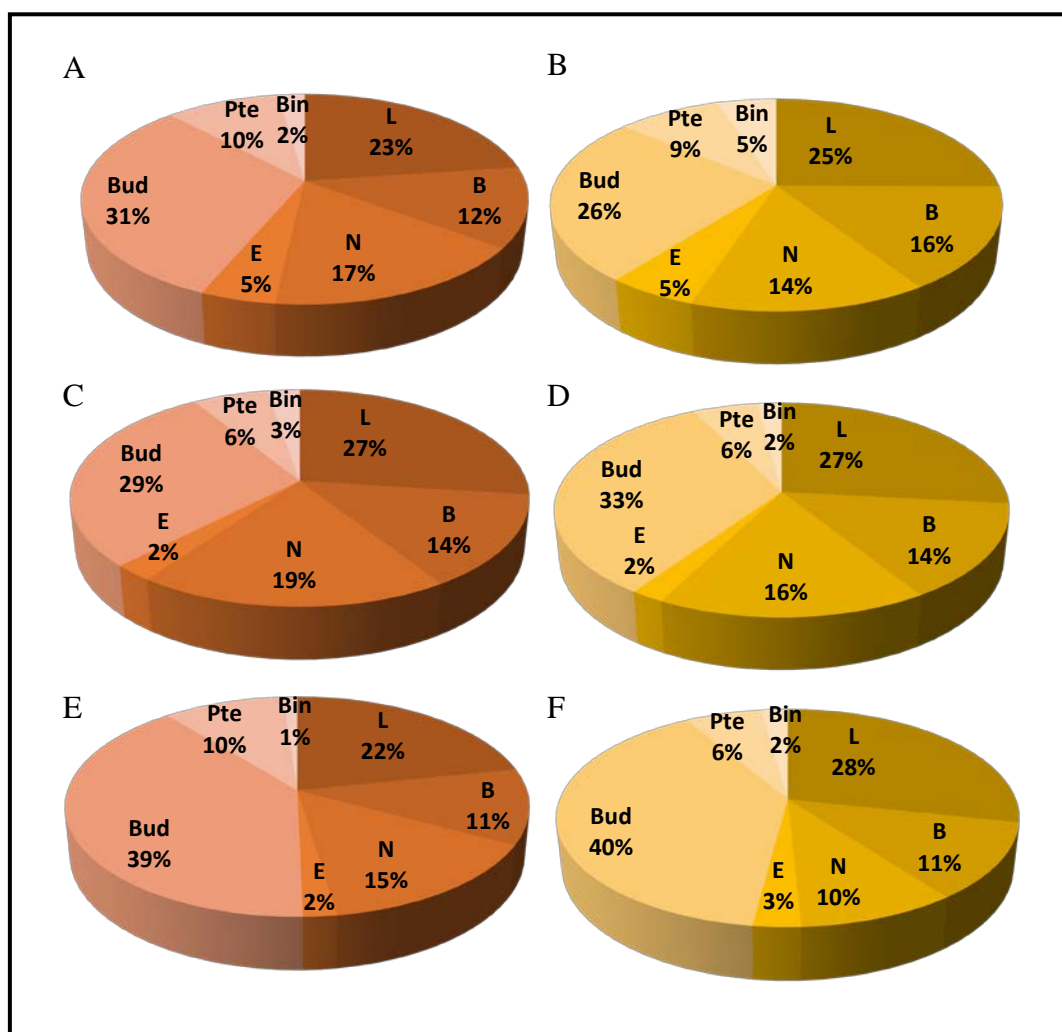 A
Pte
10%
Bin
2%
L
23%
B
12%
N
17%
E
5%
Bud
31%
B
Pte
9%
Bin
5%
L
25%
B
16%
N
14%
E
5%
Bud
26%
C
Pte
6%
Bin
3%
L
27%
B
14%
N
19%
E
2%
Bud
29%
D
Pte
6%
Bin
2%
L
27%
B
14%
N
16%
E
2%
Bud
33%
E
Pte
10%
Bin
1%
L
22%
B
11%
N
15%
E
2%
Bud
39%
F
Pte
6%
Bin
2%
L
28%
B
11%
N
10%
E
3%
Bud
40%